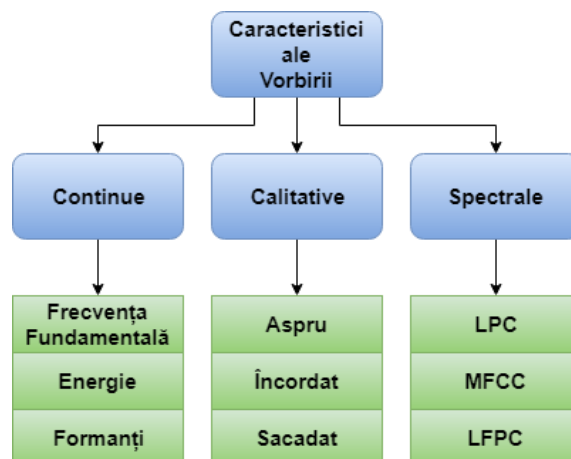 Caracteristici
ale
Vorbirii
Continue
Calitative
Spectrale
Frecvența
Fundamentală
Aspru
LPC
Energie
Încordat
MFCC
Formanți
Sacadat
LFPC